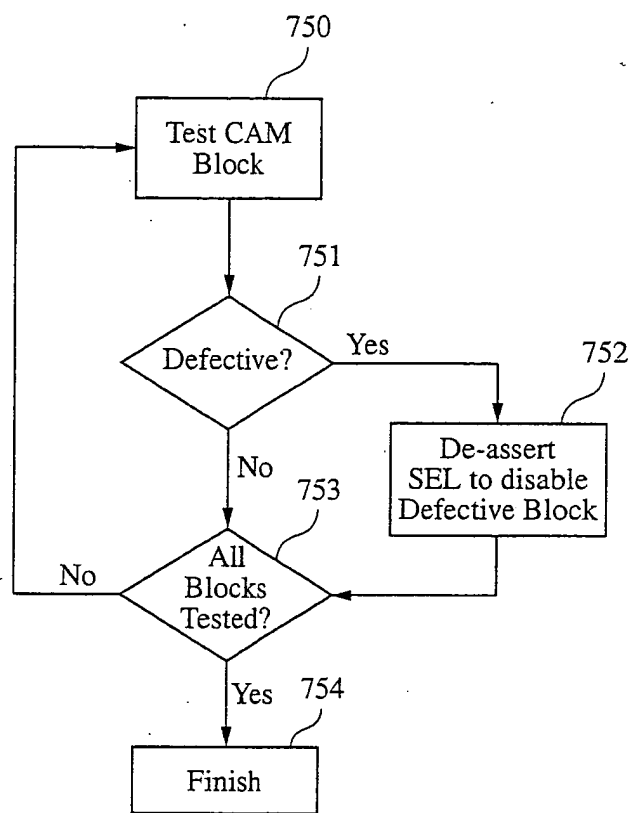 750
Test CAM
Block
751
Defective?
Yes
752
De-assert
SEL to disable
Defective Block
No
753
All
Blocks
Tested?
No
Yes
754
Finish